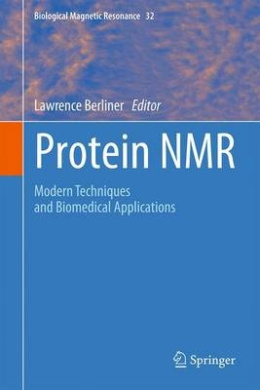 Biological Magnetic Resonance 32
Lawrence Berliner Editor
Protein NMR
Modern Techniques
and Biomedical Applications
Springer